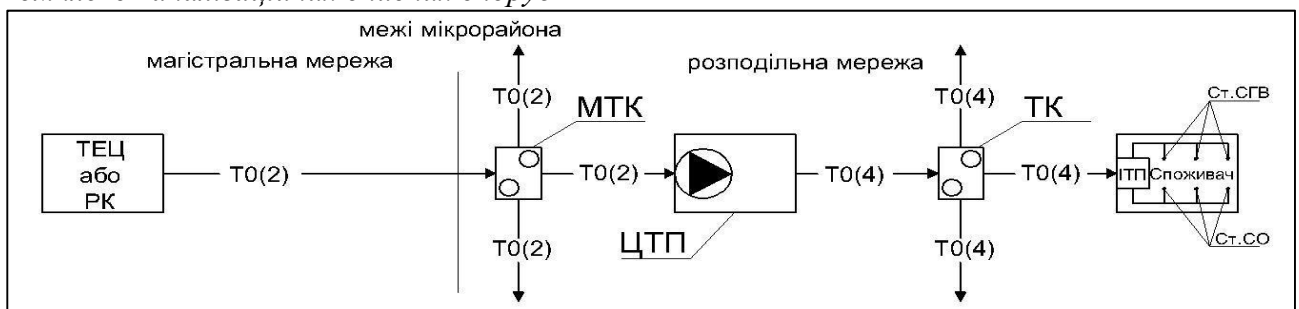 межі мікрорайона
магістральна мережа
розподільна мережа
Т0(2)
МТК
Т0(4)
ТК
Ст.СГВ
ТЕЦ
або
РК
Т0(2)
Т0(2)
Т0(4)
Т0(4)
ІТП
Споживач
Т0(2)
ЦТП
Т0(4)
Ст.СО